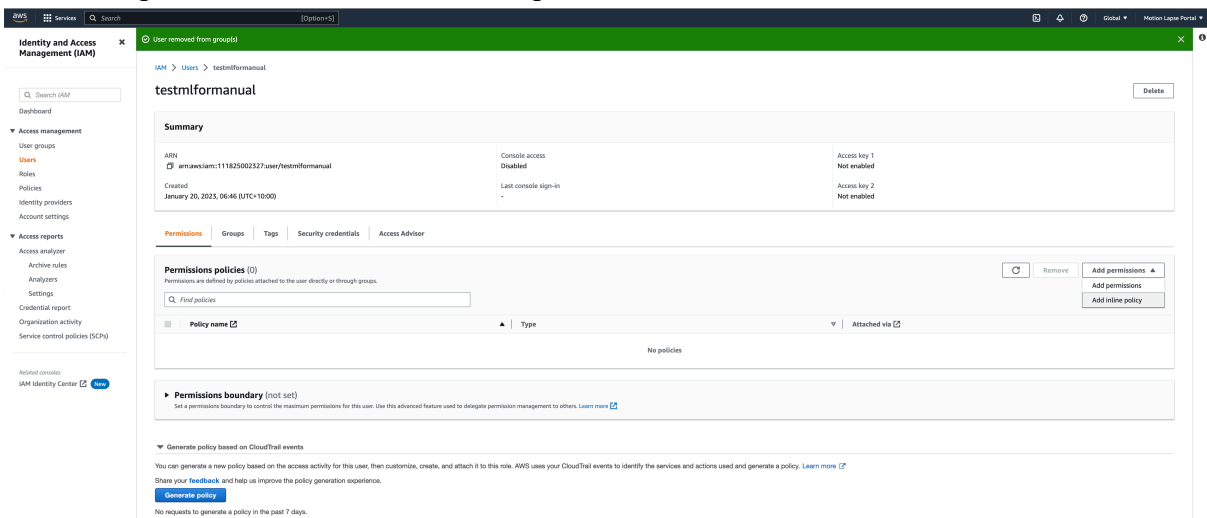 aws
Services
Search
[Option+S]
Global ▼
Motion Lapse Portal ▼
Identity and Access Management (IAM)
Search IAM
Dashboard
Access management
User groups
Users
Roles
Policies
Identity providers
Account settings
Access reports
Access analyzer
Archive rules
Analyzers
Settings
Credential report
Organization activity
Service control policies (SCPs)
Related consoles
IAM Identity Center New
User removed from group(s)
IAM > Users > testmlformanual
testmlformanual
Delete
Summary
ARN
arn:aws:iam::111825002327:user/testmlformanual
Console access
Disabled
Access key 1
Not enabled
Created
January 20, 2023, 06:46 (UTC+10:00)
Last console sign-in
-
Access key 2
Not enabled
Permissions
Groups
Tags
Security credentials
Access Advisor
Permissions policies (0)
Permissions are defined by policies attached to the user directly or through groups.
Remove
Add permissions ▲
Add permissions
Add inline policy
Find policies
Policy name
Type
Attached via
No policies
Permissions boundary (not set)
Set a permissions boundary to control the maximum permissions for this user. Use this advanced feature used to delegate permission management to others. Learn more
Generate policy based on CloudTrail events
You can generate a new policy based on the access activity for this user, then customize, create, and attach it to this role. AWS uses your CloudTrail events to identify the services and actions used and generate a policy. Learn more
Share your feedback and help us improve the policy generation experience.
Generate policy
No requests to generate a policy in the past 7 days.